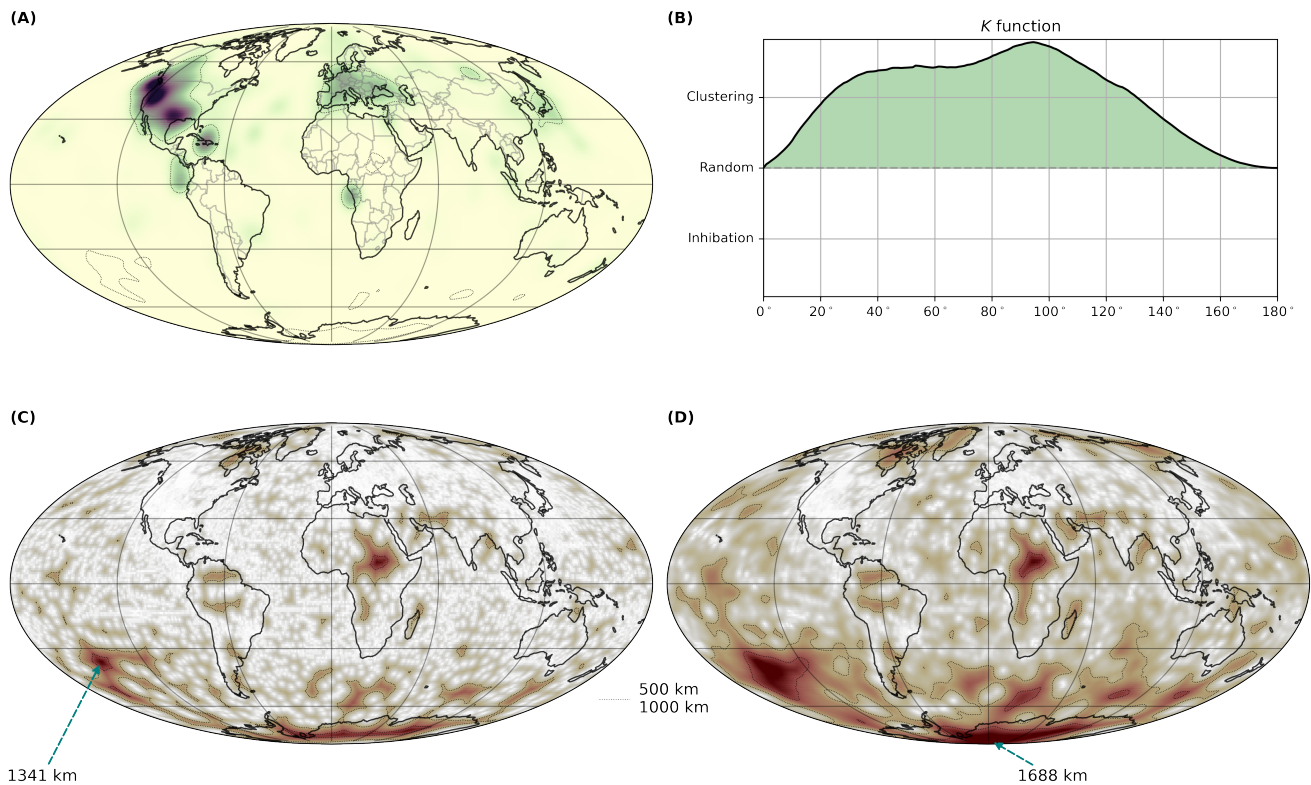 (A)
(B)
K function
Clustering
Random
Inhibation
0° 20° 40° 60° 80° 100° 120° 140° 160° 180°
(C)
(D)
500 km
1000 km
1341 km
1688 km